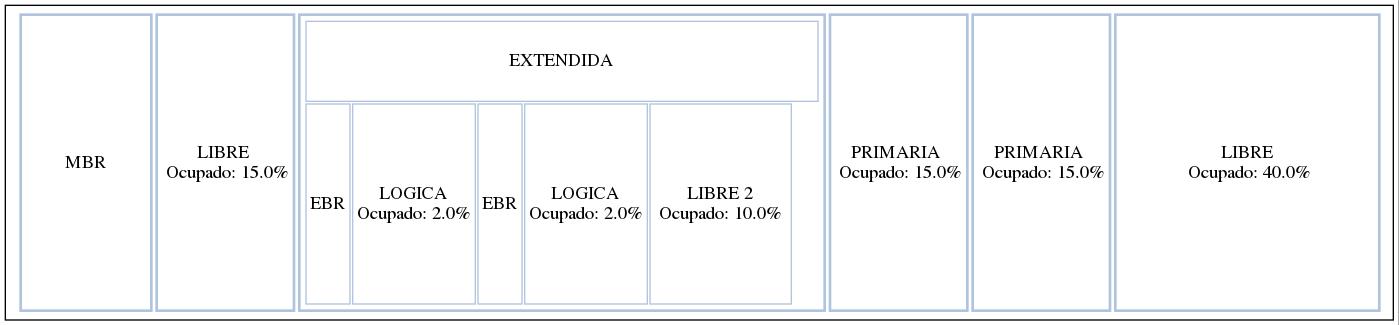 MBR
LIBRE
Ocupado: 15.0%
EXTENDIDA
EBR
LOGICA
Ocupado: 2.0%
EBR
LOGICA
Ocupado: 2.0%
LIBRE 2
Ocupado: 10.0%
PRIMARIA
Ocupado: 15.0%
PRIMARIA
Ocupado: 15.0%
LIBRE
Ocupado: 40.0%